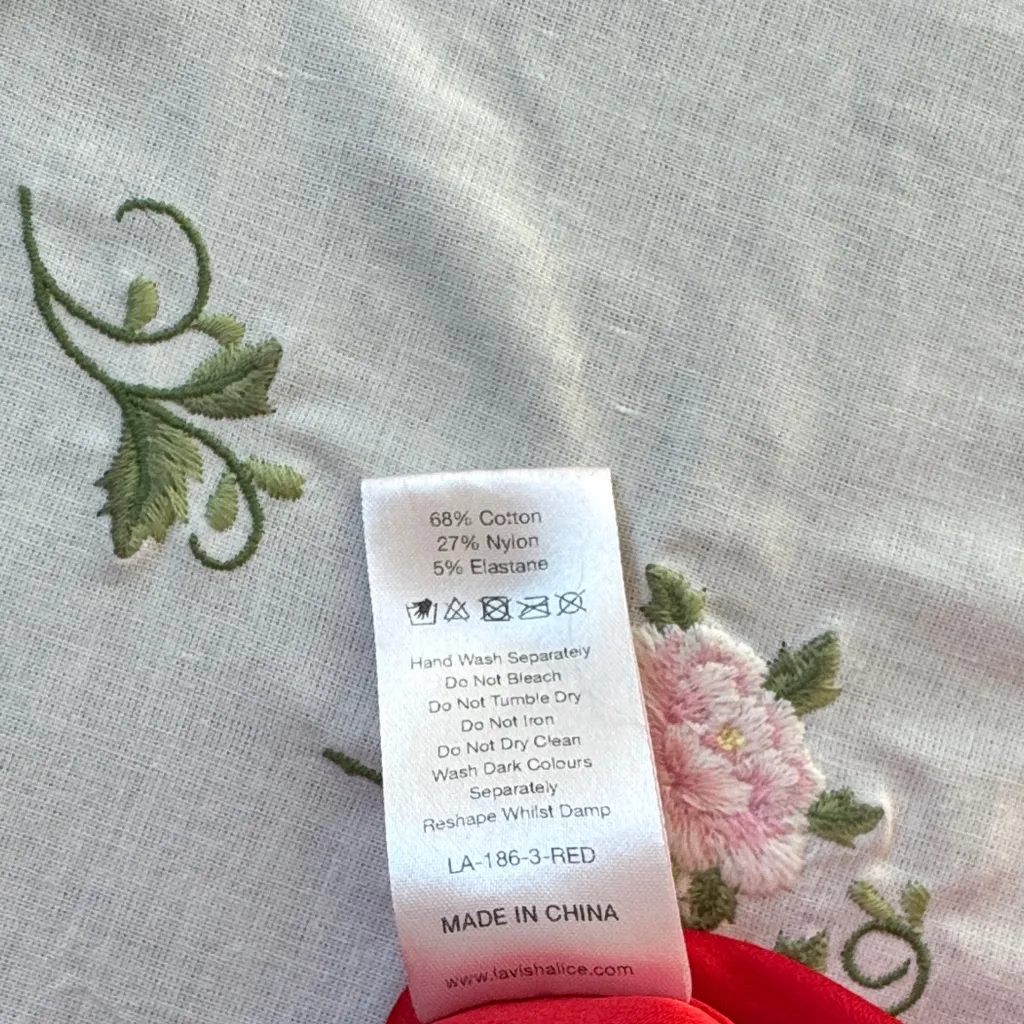 68% Cotton
27% Nylon
5% Elastane
Hand Wash Separately
Do Not Bleach
Do Not Tumble Dry
Do Not Iron
Do Not Dry Clean
Wash Dark Colours
Separately
Reshape Whilst Damp
LA-186-3-RED
MADE IN CHINA
www.lavishalice.com